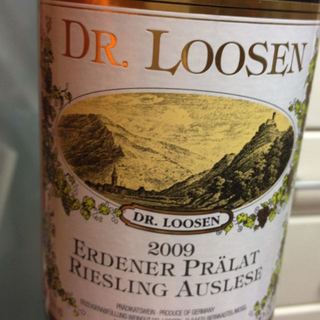 DR. LOOSEN
DR. LOOSEN
2009
ERDENER PRÄLAT
RIESLING AUSLESE
PRÄDIKATSWEIN · PRODUCE OF GERMANY